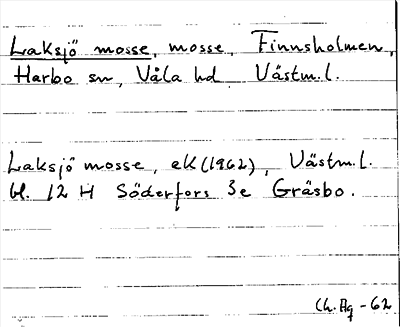 Laksjö mosse, mosse, Finnsholmen,
Harbo sn, Våla hd Västm.l.
Laksjö mosse, eK(1962), Västm.l.
bl. 12 H Söderfors 3e Gräsbo.
Ch.Ag -62